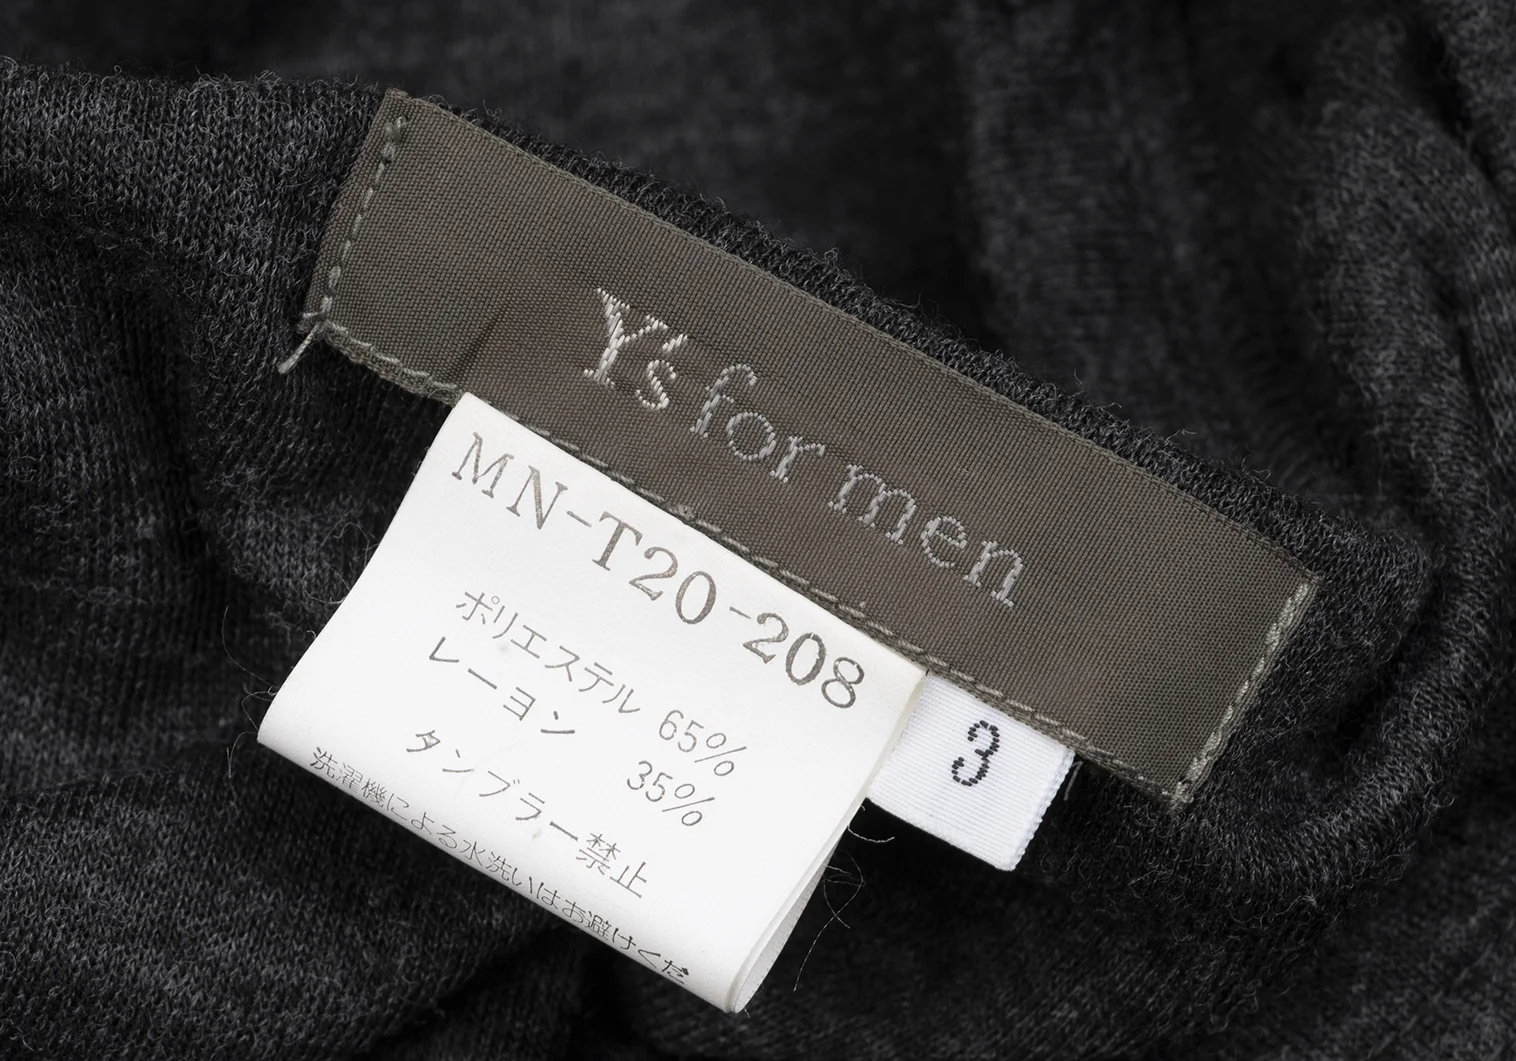 Y's for men
MN-T20-208
ポリエステル 65%
レーヨン 35%
タンブラー禁止
洗濯機による水洗いはお避けくだ
3